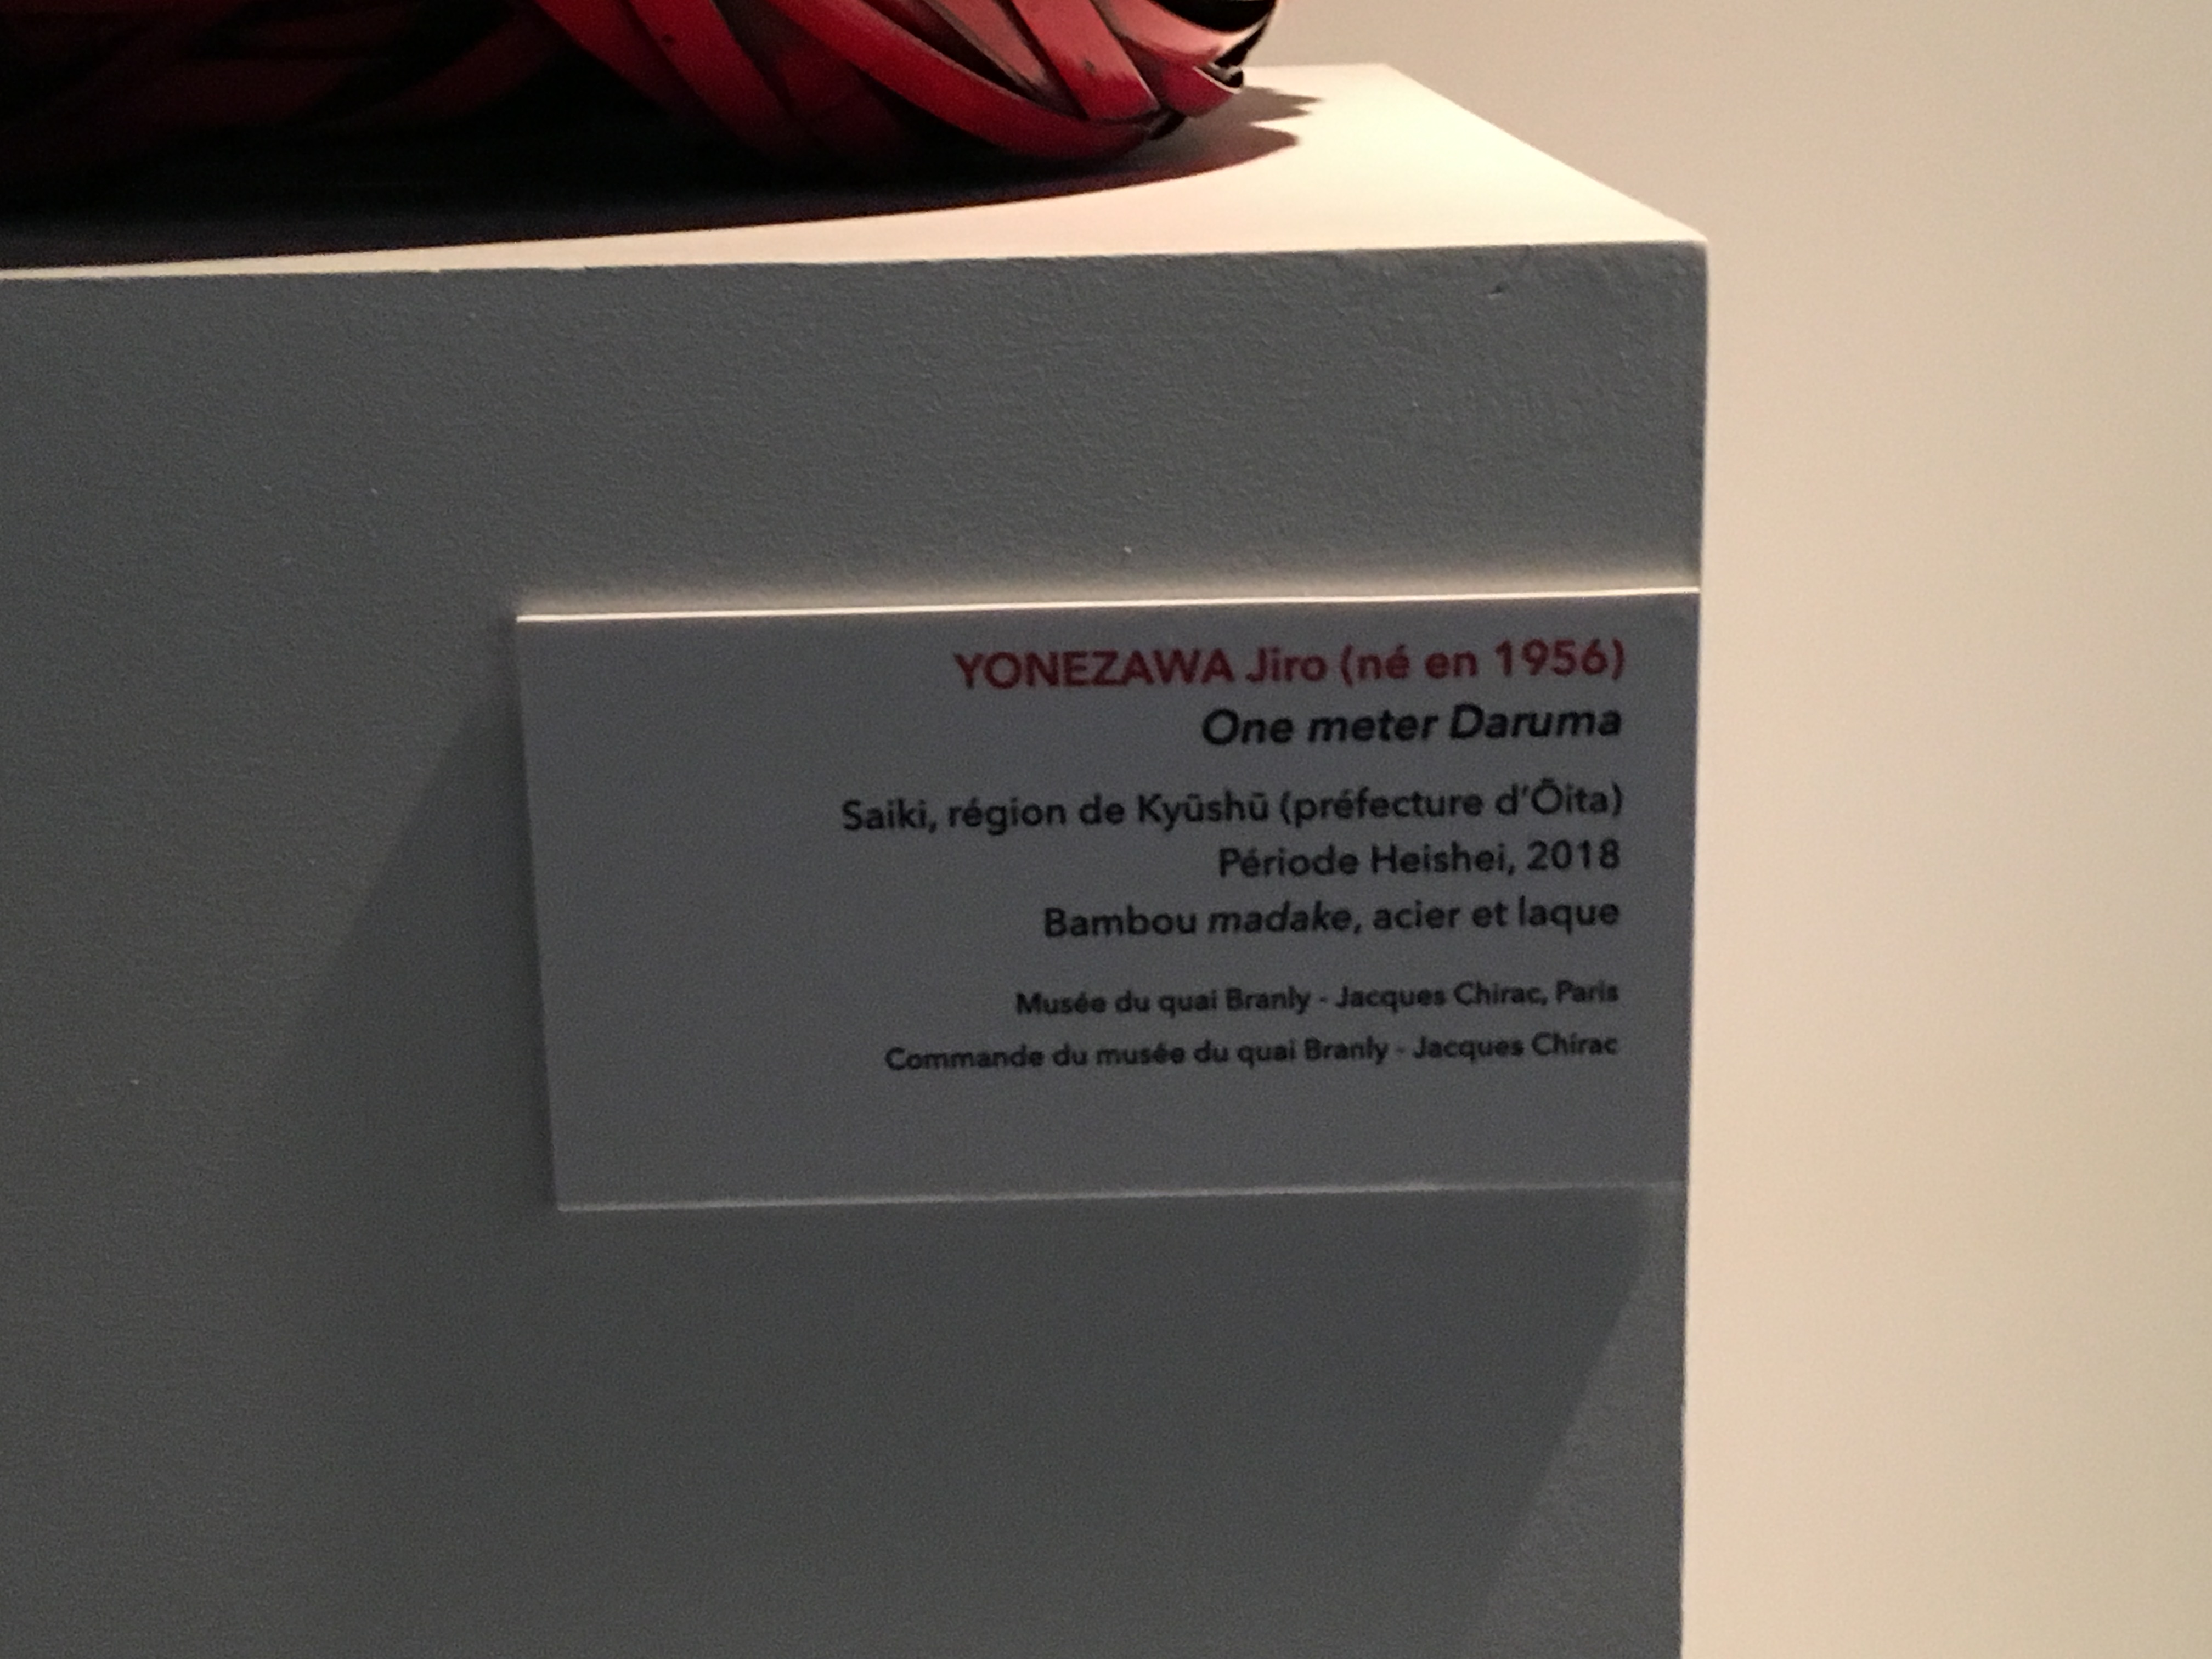 YONEZAWA Jiro (né en 1956)
One meter Daruma
Saiki, région de Kyūshū (préfecture d'Ōita)
Période Heishei, 2018
Bambou madake, acier et laque
Musée du quai Branly - Jacques Chirac, Paris
Commande du musée du quai Branly - Jacques Chirac